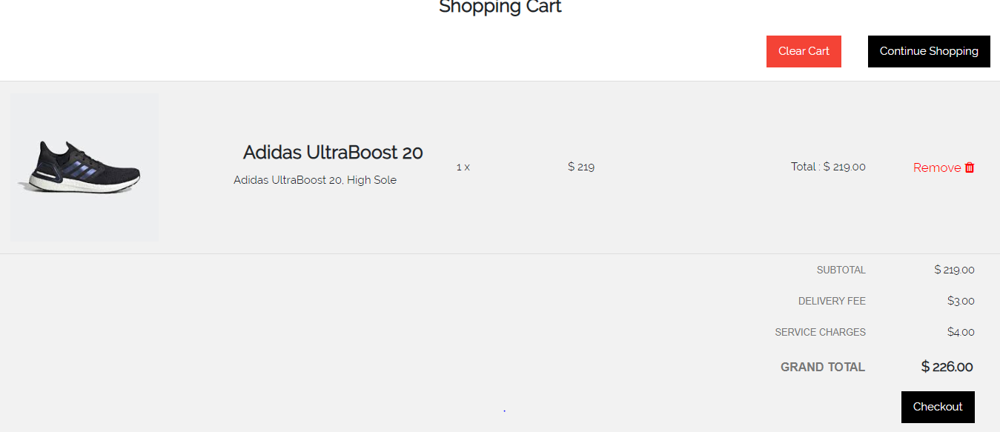 Shopping Cart
Clear Cart
Continue Shopping
Adidas UltraBoost 20
Adidas UltraBoost 20, High Sole
1 x
$ 219
Total : $ 219.00
Remove
SUBTOTAL
$ 219.00
DELIVERY FEE
$3.00
SERVICE CHARGES
$4.00
GRAND TOTAL
$ 226.00
Checkout